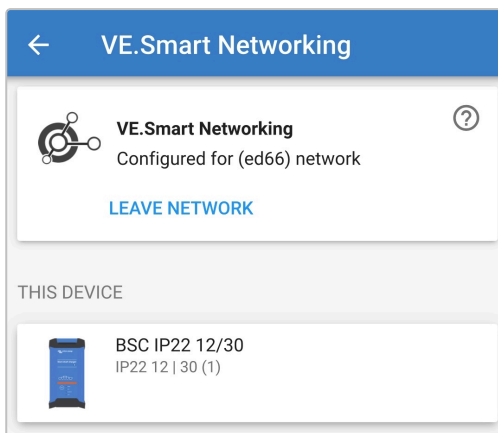 VE.Smart Networking
VE.Smart Networking
Configured for (ed66) network
LEAVE NETWORK
THIS DEVICE
BSC IP22 12/30
IP22 12 | 30 (1)